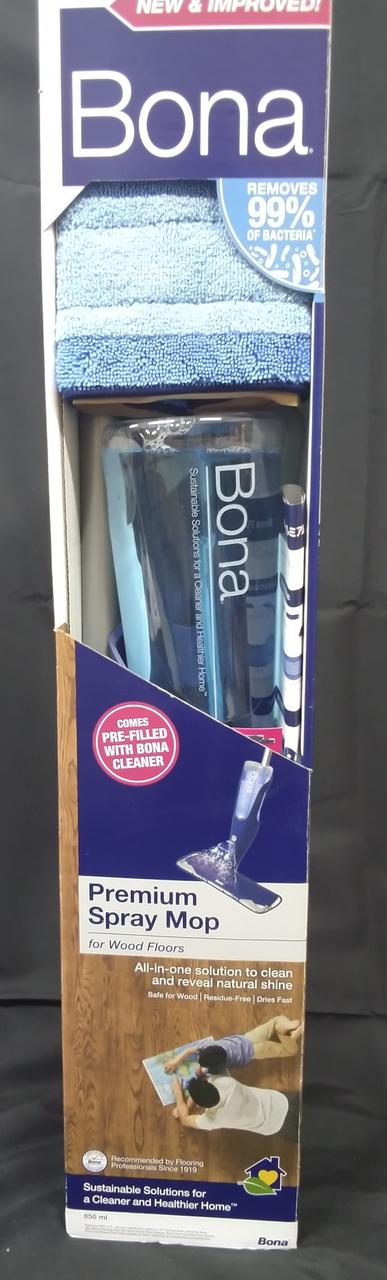 NEW & IMPROVED!
Bona
REMOVES
99%
OF BACTERIA*
Bona
Sustainable Solutions for a Cleaner and Healthier Home™
COMES
PRE-FILLED
WITH BONA
CLEANER
Bona
Premium
Spray Mop
for Wood Floors
All-in-one solution to clean
and reveal natural shine
Safe for Wood | Residue-Free | Dries Fast
Recommended by Flooring
Professionals Since 1919
Sustainable Solutions for
a Cleaner and Healthier Home™
850 ml
Bona